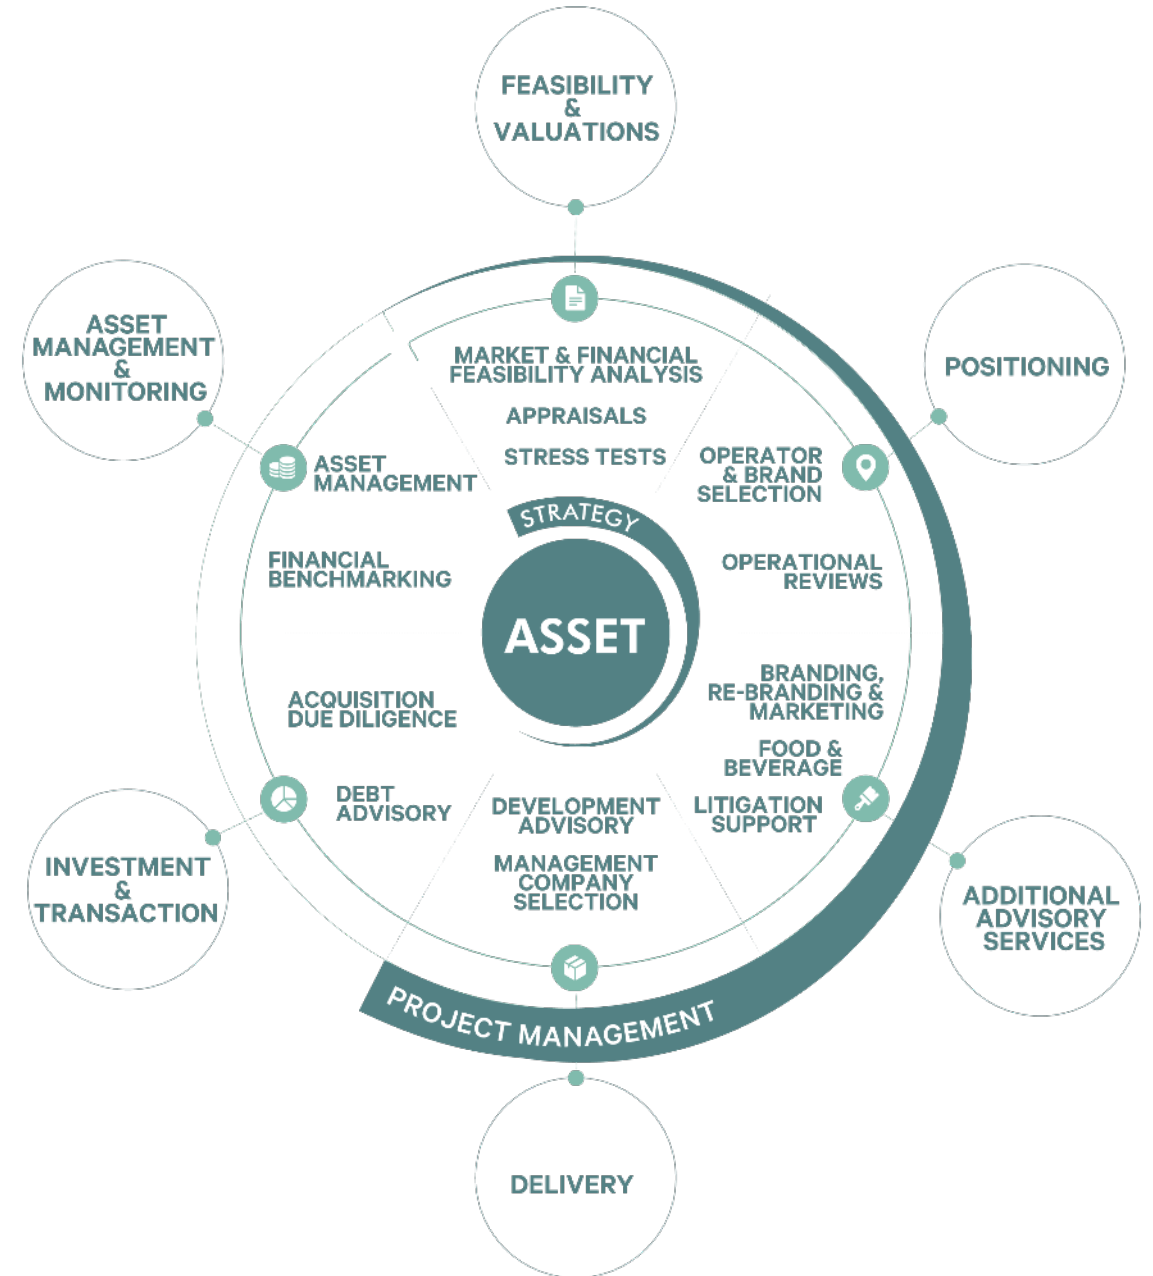 FEASIBILITY
&
VALUATIONS
ASSET
MANAGEMENT
&
MONITORING
POSITIONING
MARKET & FINANCIAL
FEASIBILITY ANALYSIS
APPRAISALS
STRESS TESTS
OPERATOR
& BRAND
SELECTION
ASSET
MANAGEMENT
STRATEGY
FINANCIAL
BENCHMARKING
OPERATIONAL
REVIEWS
ASSET
ACQUISITION
DUE DILIGENCE
BRANDING,
RE-BRANDING &
MARKETING
FOOD &
BEVERAGE
DEBT
ADVISORY
DEVELOPMENT
ADVISORY
LITIGATION
SUPPORT
MANAGEMENT
COMPANY
SELECTION
INVESTMENT
&
TRANSACTION
ADDITIONAL
ADVISORY
SERVICES
PROJECT MANAGEMENT
DELIVERY